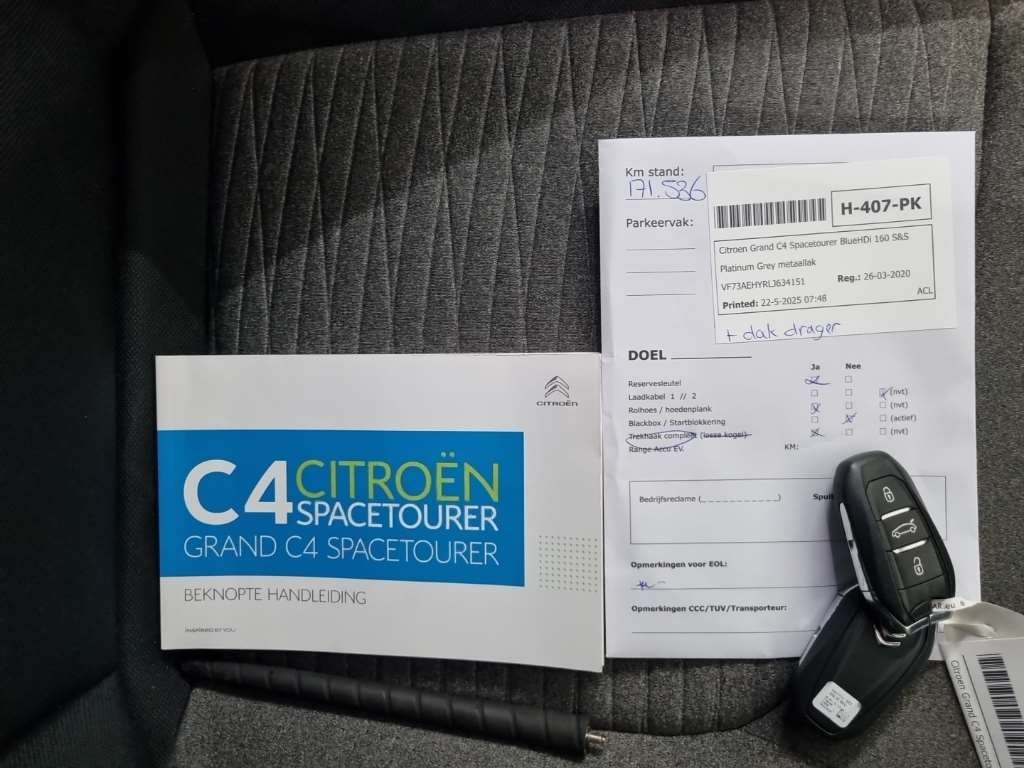 Km stand:
171.536
Parkeervak:
H-407-PK
Citroen Grand C4 Spacetourer BlueHDi 160 S&S
Platinum Grey metaallak
VF73AEHYRLJ634151
Reg.: 26-03-2020
Printed: 22-5-2025 07:48
ACL
+ dak drager
DOEL
Ja Nee
Reservesleutel
Laadkabel 1 // 2 (nvt)
Rolhoes / hoedenplank (nvt)
Blackbox / Startblokkering (actief)
Trekhaak compleet (losse kogel) (nvt)
Range Accu EV. KM:
Bedrijfsreclame (_ _ _ _ _ _ _ _ _)
Opmerkingen voor EOL:
Opmerkingen CCC/TUV/Transporteur:
CITROËN
C4 CITROËN
SPACETOURER
GRAND C4 SPACETOURER
BEKNOPTE HANDLEIDING
INSPIRED BY YOU
Citroen Grand C4